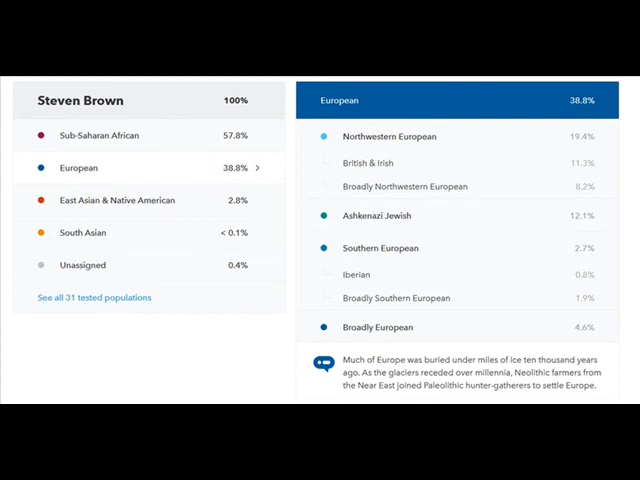 Steven Brown 100%
Sub-Saharan African 57.8%
European 38.8%
East Asian & Native American 2.8%
South Asian < 0.1%
Unassigned 0.4%
See all 31 tested populations
European 38.8%
Northwestern European 19.4%
British & Irish 11.3%
Broadly Northwestern European 8.2%
Ashkenazi Jewish 12.1%
Southern European 2.7%
Iberian 0.8%
Broadly Southern European 1.9%
Broadly European 4.6%
Much of Europe was buried under miles of ice ten thousand years
ago. As the glaciers receded over millennia, Neolithic farmers from
the Near East joined Paleolithic hunter-gatherers to settle Europe.